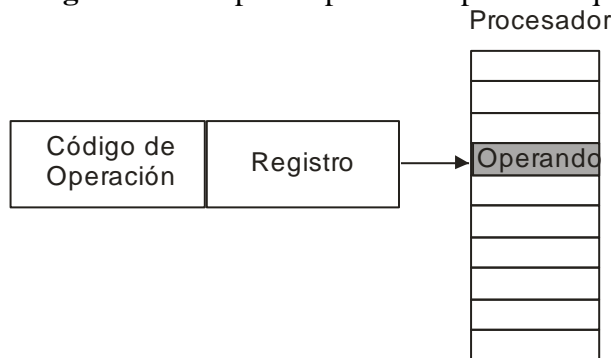 Procesador
Código de
Operación
Registro
Operando